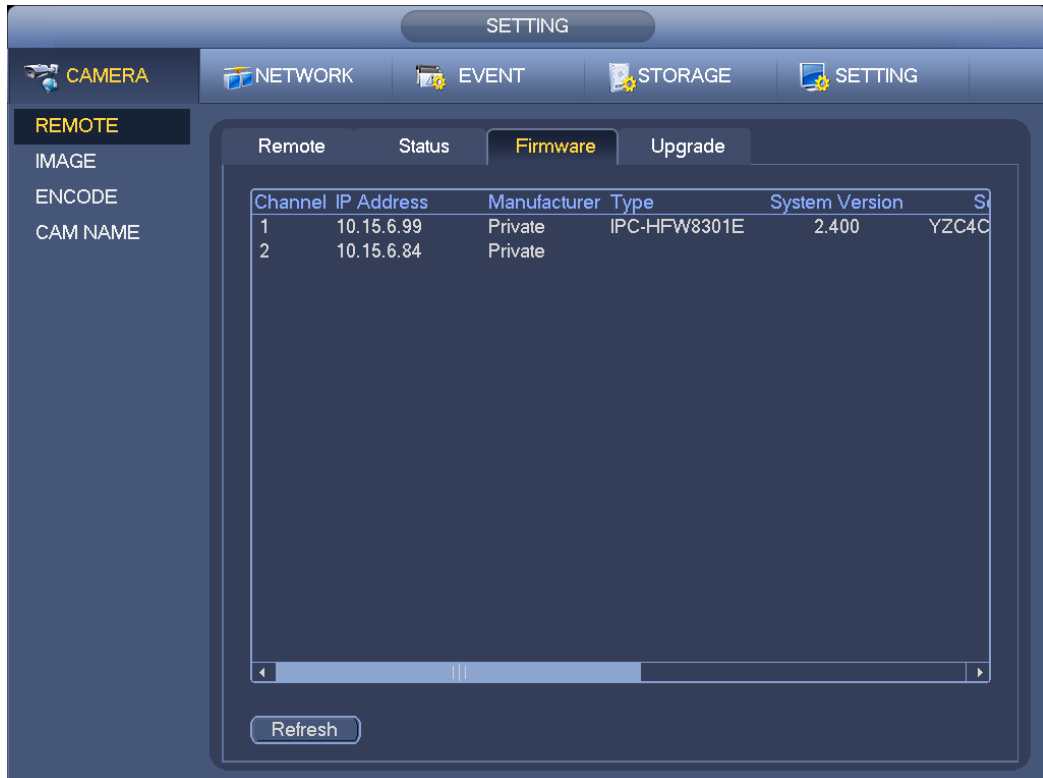 SETTING
CAMERA NETWORK EVENT STORAGE SETTING
REMOTE
IMAGE
ENCODE
CAM NAME
Remote Status Firmware Upgrade
Channel IP Address Manufacturer Type System Version
1 10.15.6.99 Private IPC-HFW8301E 2.400 YZC4C
2 10.15.6.84 Private
Refresh